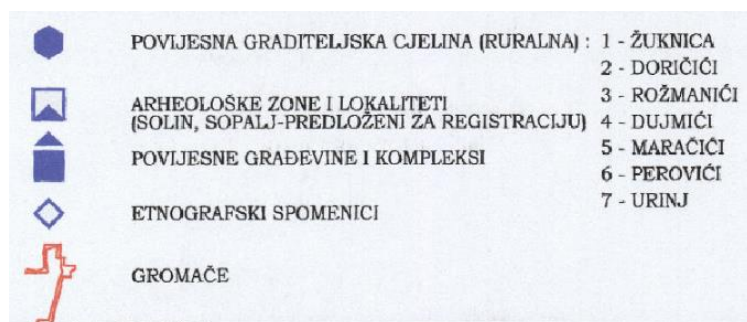 POVIJESNA GRADITELJSKA CJELINA (RURALNA) : 1 - ŽUKNICA
2 - DORIČIĆI
3 - ROŽMANIĆI
ARHEOLOŠKE ZONE I LOKALITETI
(SOLIN, SOPALJ-PREDLOŽENI ZA REGISTRACIJU) 4 - DUJMIĆI
5 - MARAČIĆI
POVIJESNE GRAĐEVINE I KOMPLEKSI
6 - PEROVIĆI
7 - URINJ
ETNOGRAFSKI SPOMENICI
GROMAČE